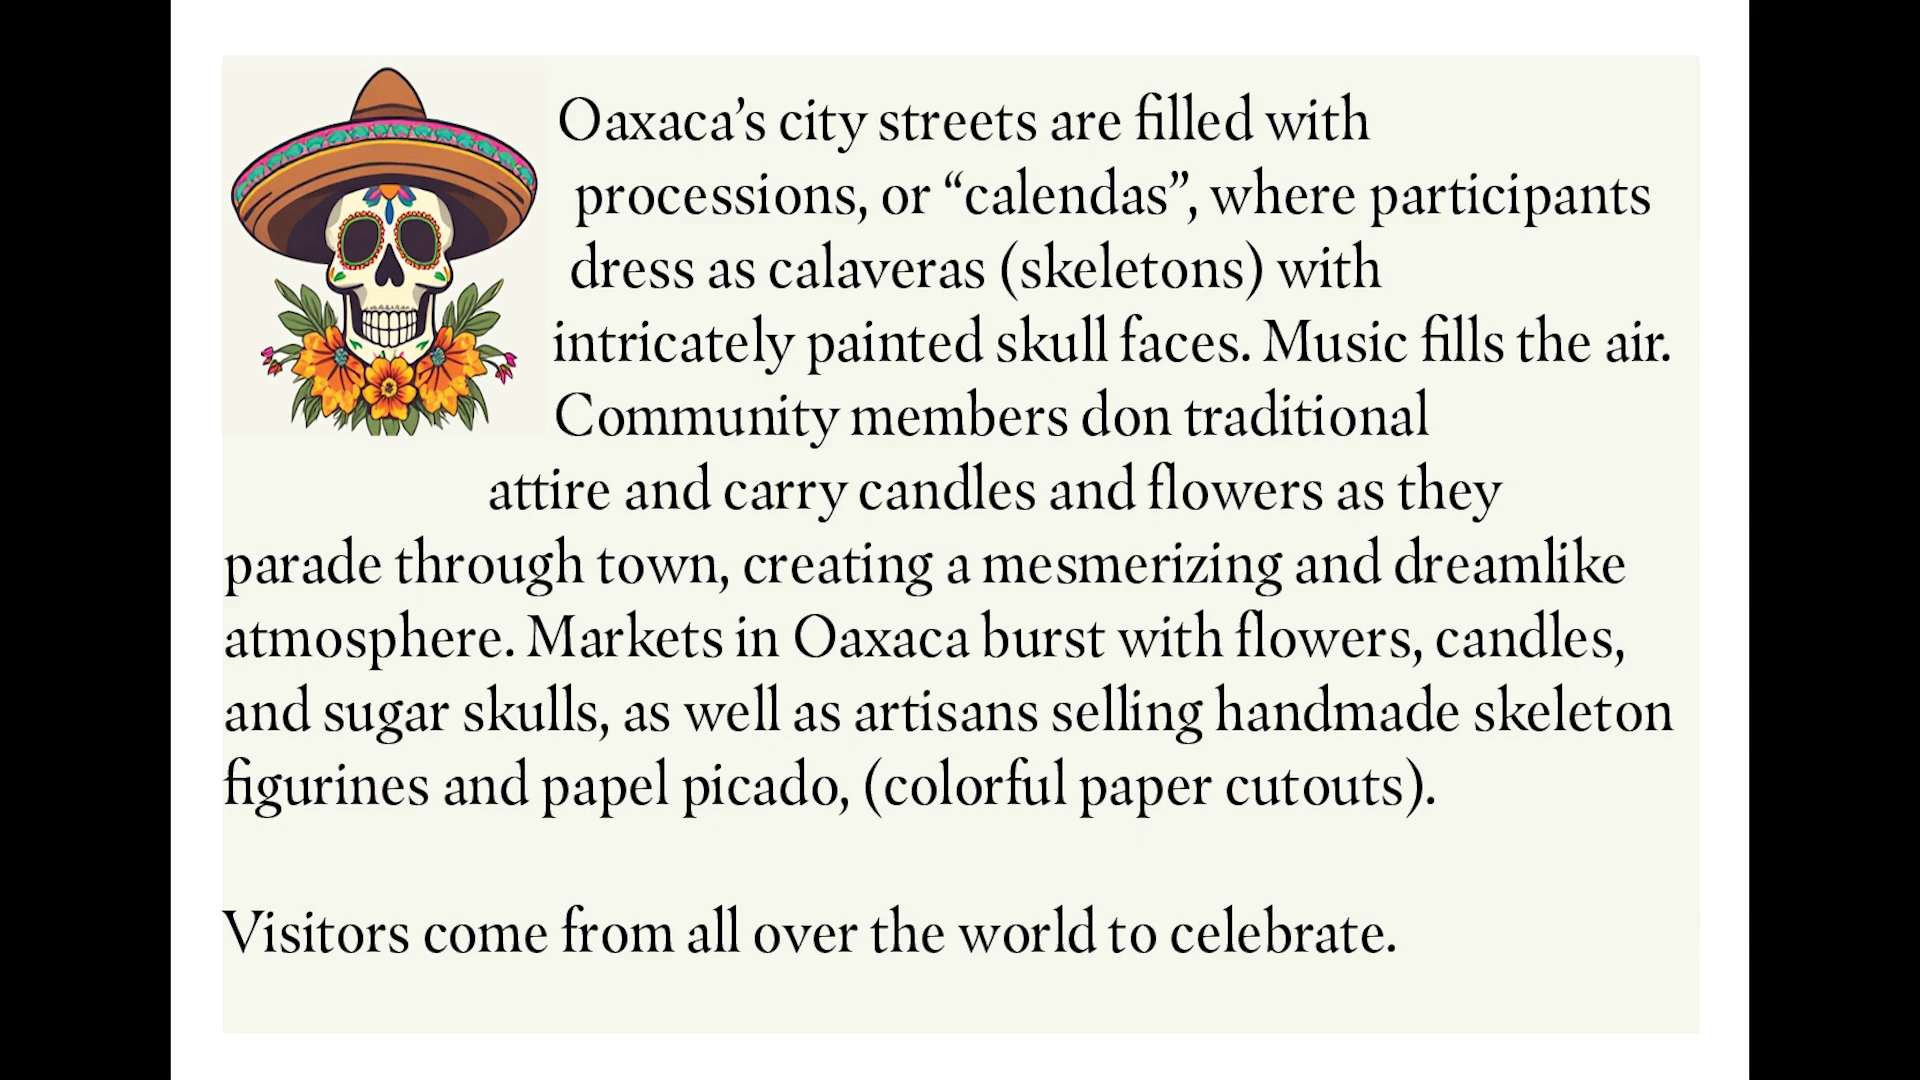 Oaxaca’s city streets are filled with
processions, or “calendas”, where participants
dress as calaveras (skeletons) with
intricately painted skull faces. Music fills the air.
Community members don traditional
attire and carry candles and flowers as they
parade through town, creating a mesmerizing and dreamlike
atmosphere. Markets in Oaxaca burst with flowers, candles,
and sugar skulls, as well as artisans selling handmade skeleton
figurines and papel picado, (colorful paper cutouts).
Visitors come from all over the world to celebrate.